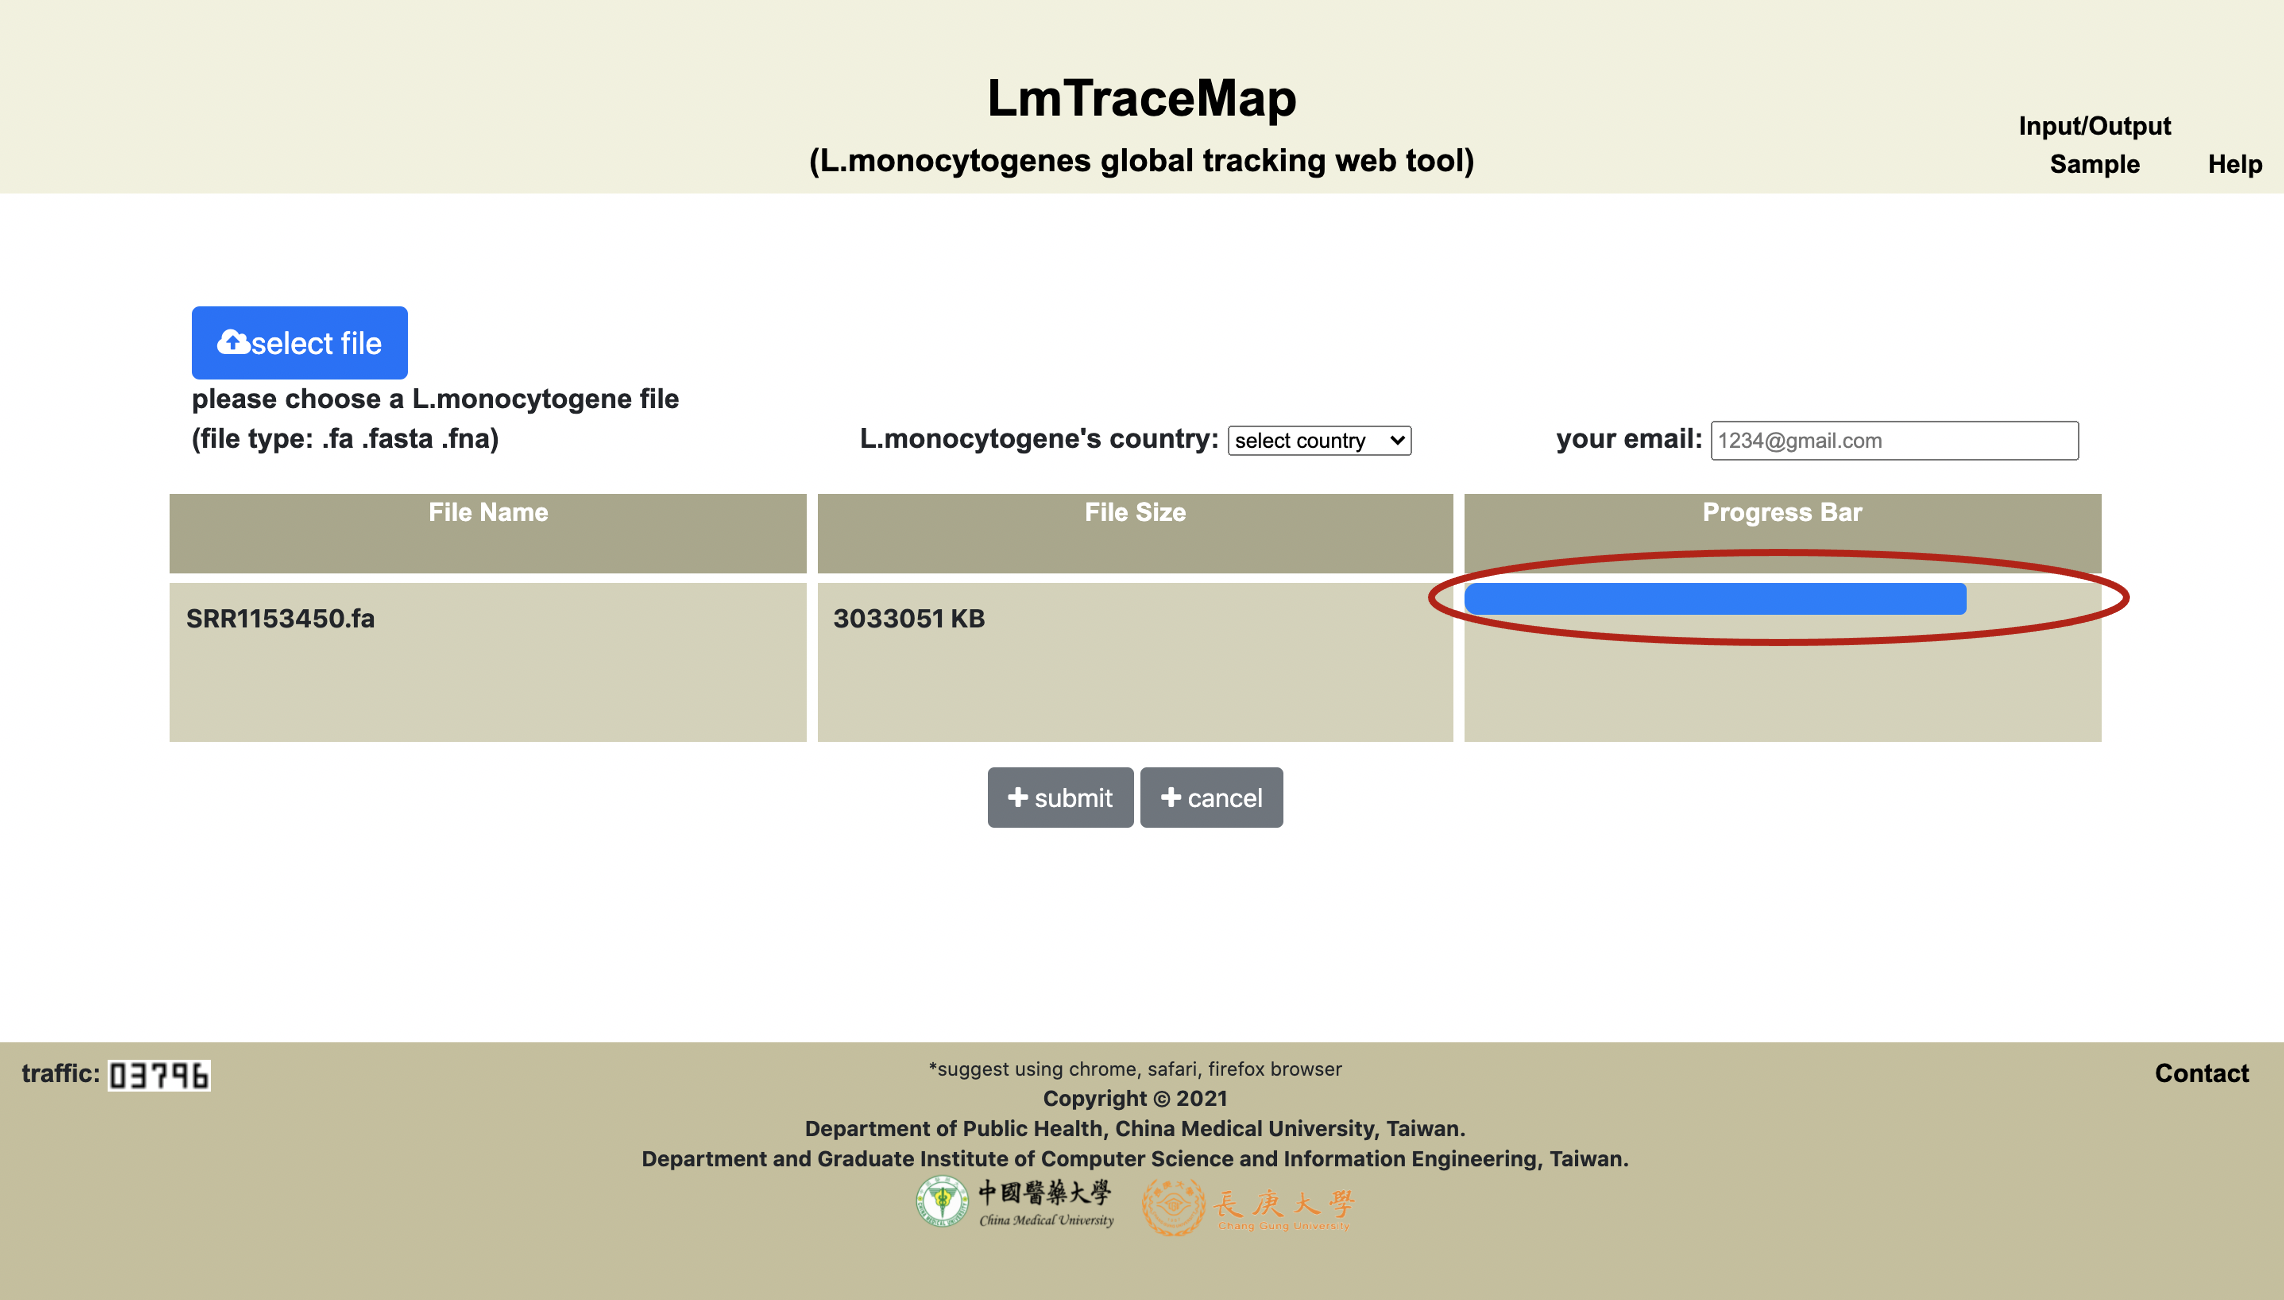 LmTraceMap
(L.monocytogenes global tracking web tool)
Input/Output
Sample
Help
select file
please choose a L.monocytogene file
(file type: .fa .fasta .fna)
L.monocytogene's country: select country
your email: 1234@gmail.com
File Name
File Size
Progress Bar
SRR1153450.fa
3033051 KB
submit
cancel
traffic: 03796
*suggest using chrome, safari, firefox browser
Contact
Copyright © 2021
Department of Public Health, China Medical University, Taiwan.
Department and Graduate Institute of Computer Science and Information Engineering, Taiwan.
中國醫藥大學
China Medical University
長庚大學
Chang Gung University